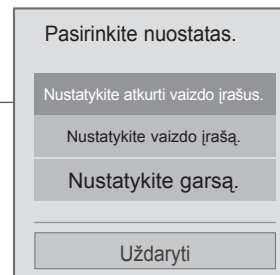 Pasirinkite nuostatas.
Nustatykite atkurti vaizdo įrašus.
Nustatykite vaizdo įrašą.
Nustatykite garsą.
Uždaryti